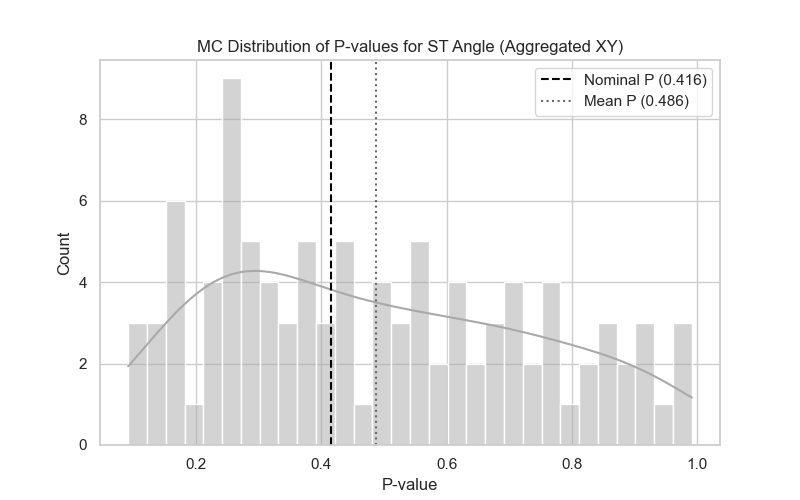 MC Distribution of P-values for ST Angle (Aggregated XY)
Nominal P (0.416)
Mean P (0.486)
8
6
4
2
0
Count
0.2 0.4 0.6 0.8 1.0
P-value